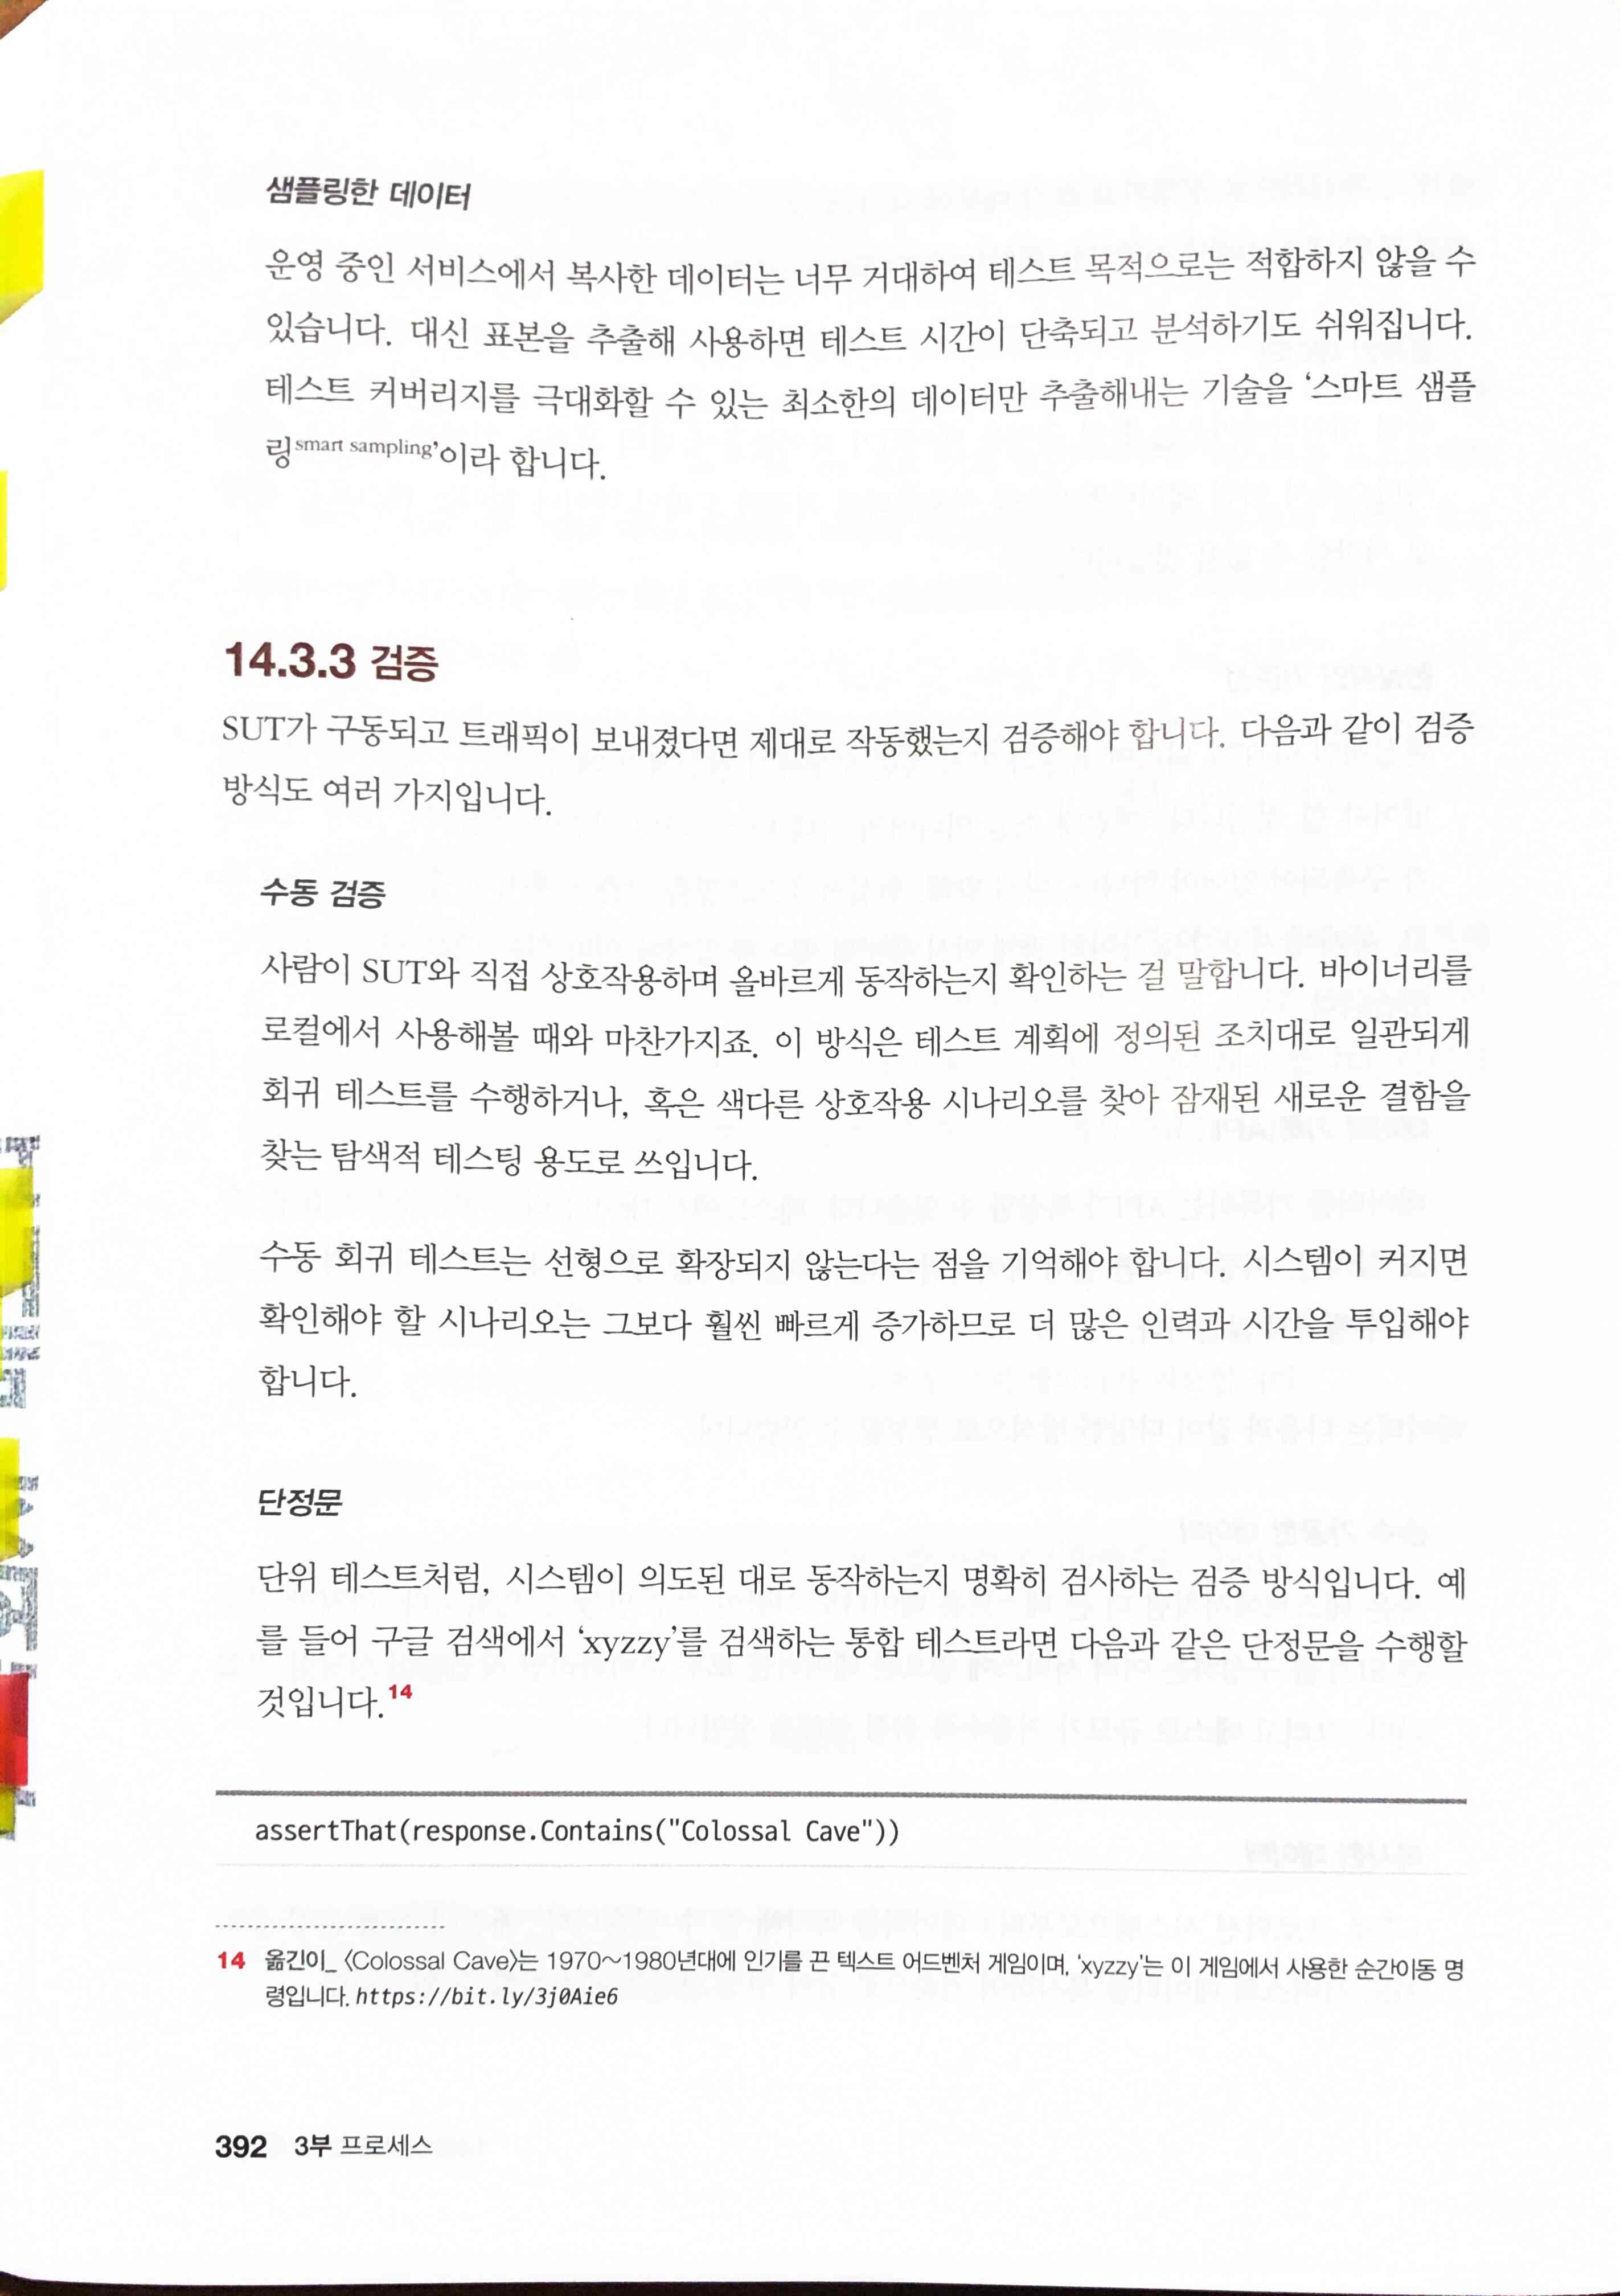 샘플링한 데이터
운영 중인 서비스에서 복사한 데이터는 너무 거대하여 테스트 목적으로는 적합하지 않을 수
있습니다. 대신 표본을 추출해 사용하면 테스트 시간이 단축되고 분석하기도 쉬워집니다.
테스트 커버리지를 극대화할 수 있는 최소한의 데이터만 추출해내는 기술을 ‘스마트 샘플
링smart sampling’이라 합니다.
14.3.3 검증
SUT가 구동되고 트래픽이 보내졌다면 제대로 작동했는지 검증해야 합니다. 다음과 같이 검증
방식도 여러 가지입니다.
수동 검증
사람이 SUT와 직접 상호작용하며 올바르게 동작하는지 확인하는 걸 말합니다. 바이너리를
로컬에서 사용해볼 때와 마찬가지죠. 이 방식은 테스트 계획에 정의된 조치대로 일관되게
회귀 테스트를 수행하거나, 혹은 색다른 상호작용 시나리오를 찾아 잠재된 새로운 결함을
찾는 탐색적 테스팅 용도로 쓰입니다.
수동 회귀 테스트는 선형으로 확장되지 않는다는 점을 기억해야 합니다. 시스템이 커지면
확인해야 할 시나리오는 그보다 훨씬 빠르게 증가하므로 더 많은 인력과 시간을 투입해야
합니다.
단정문
단위 테스트처럼, 시스템이 의도된 대로 동작하는지 명확히 검사하는 검증 방식입니다. 예
를 들어 구글 검색에서 ‘xyzzy’를 검색하는 통합 테스트라면 다음과 같은 단정문을 수행할
것입니다.14
assertThat(response.Contains("Colossal Cave"))
14 옮긴이_ 〈Colossal Cave〉는 1970~1980년대에 인기를 끈 텍스트 어드벤처 게임이며, ‘xyzzy’는 이 게임에서 사용한 순간이동 명
령입니다. https://bit.ly/3j0Aie6
392 3부 프로세스